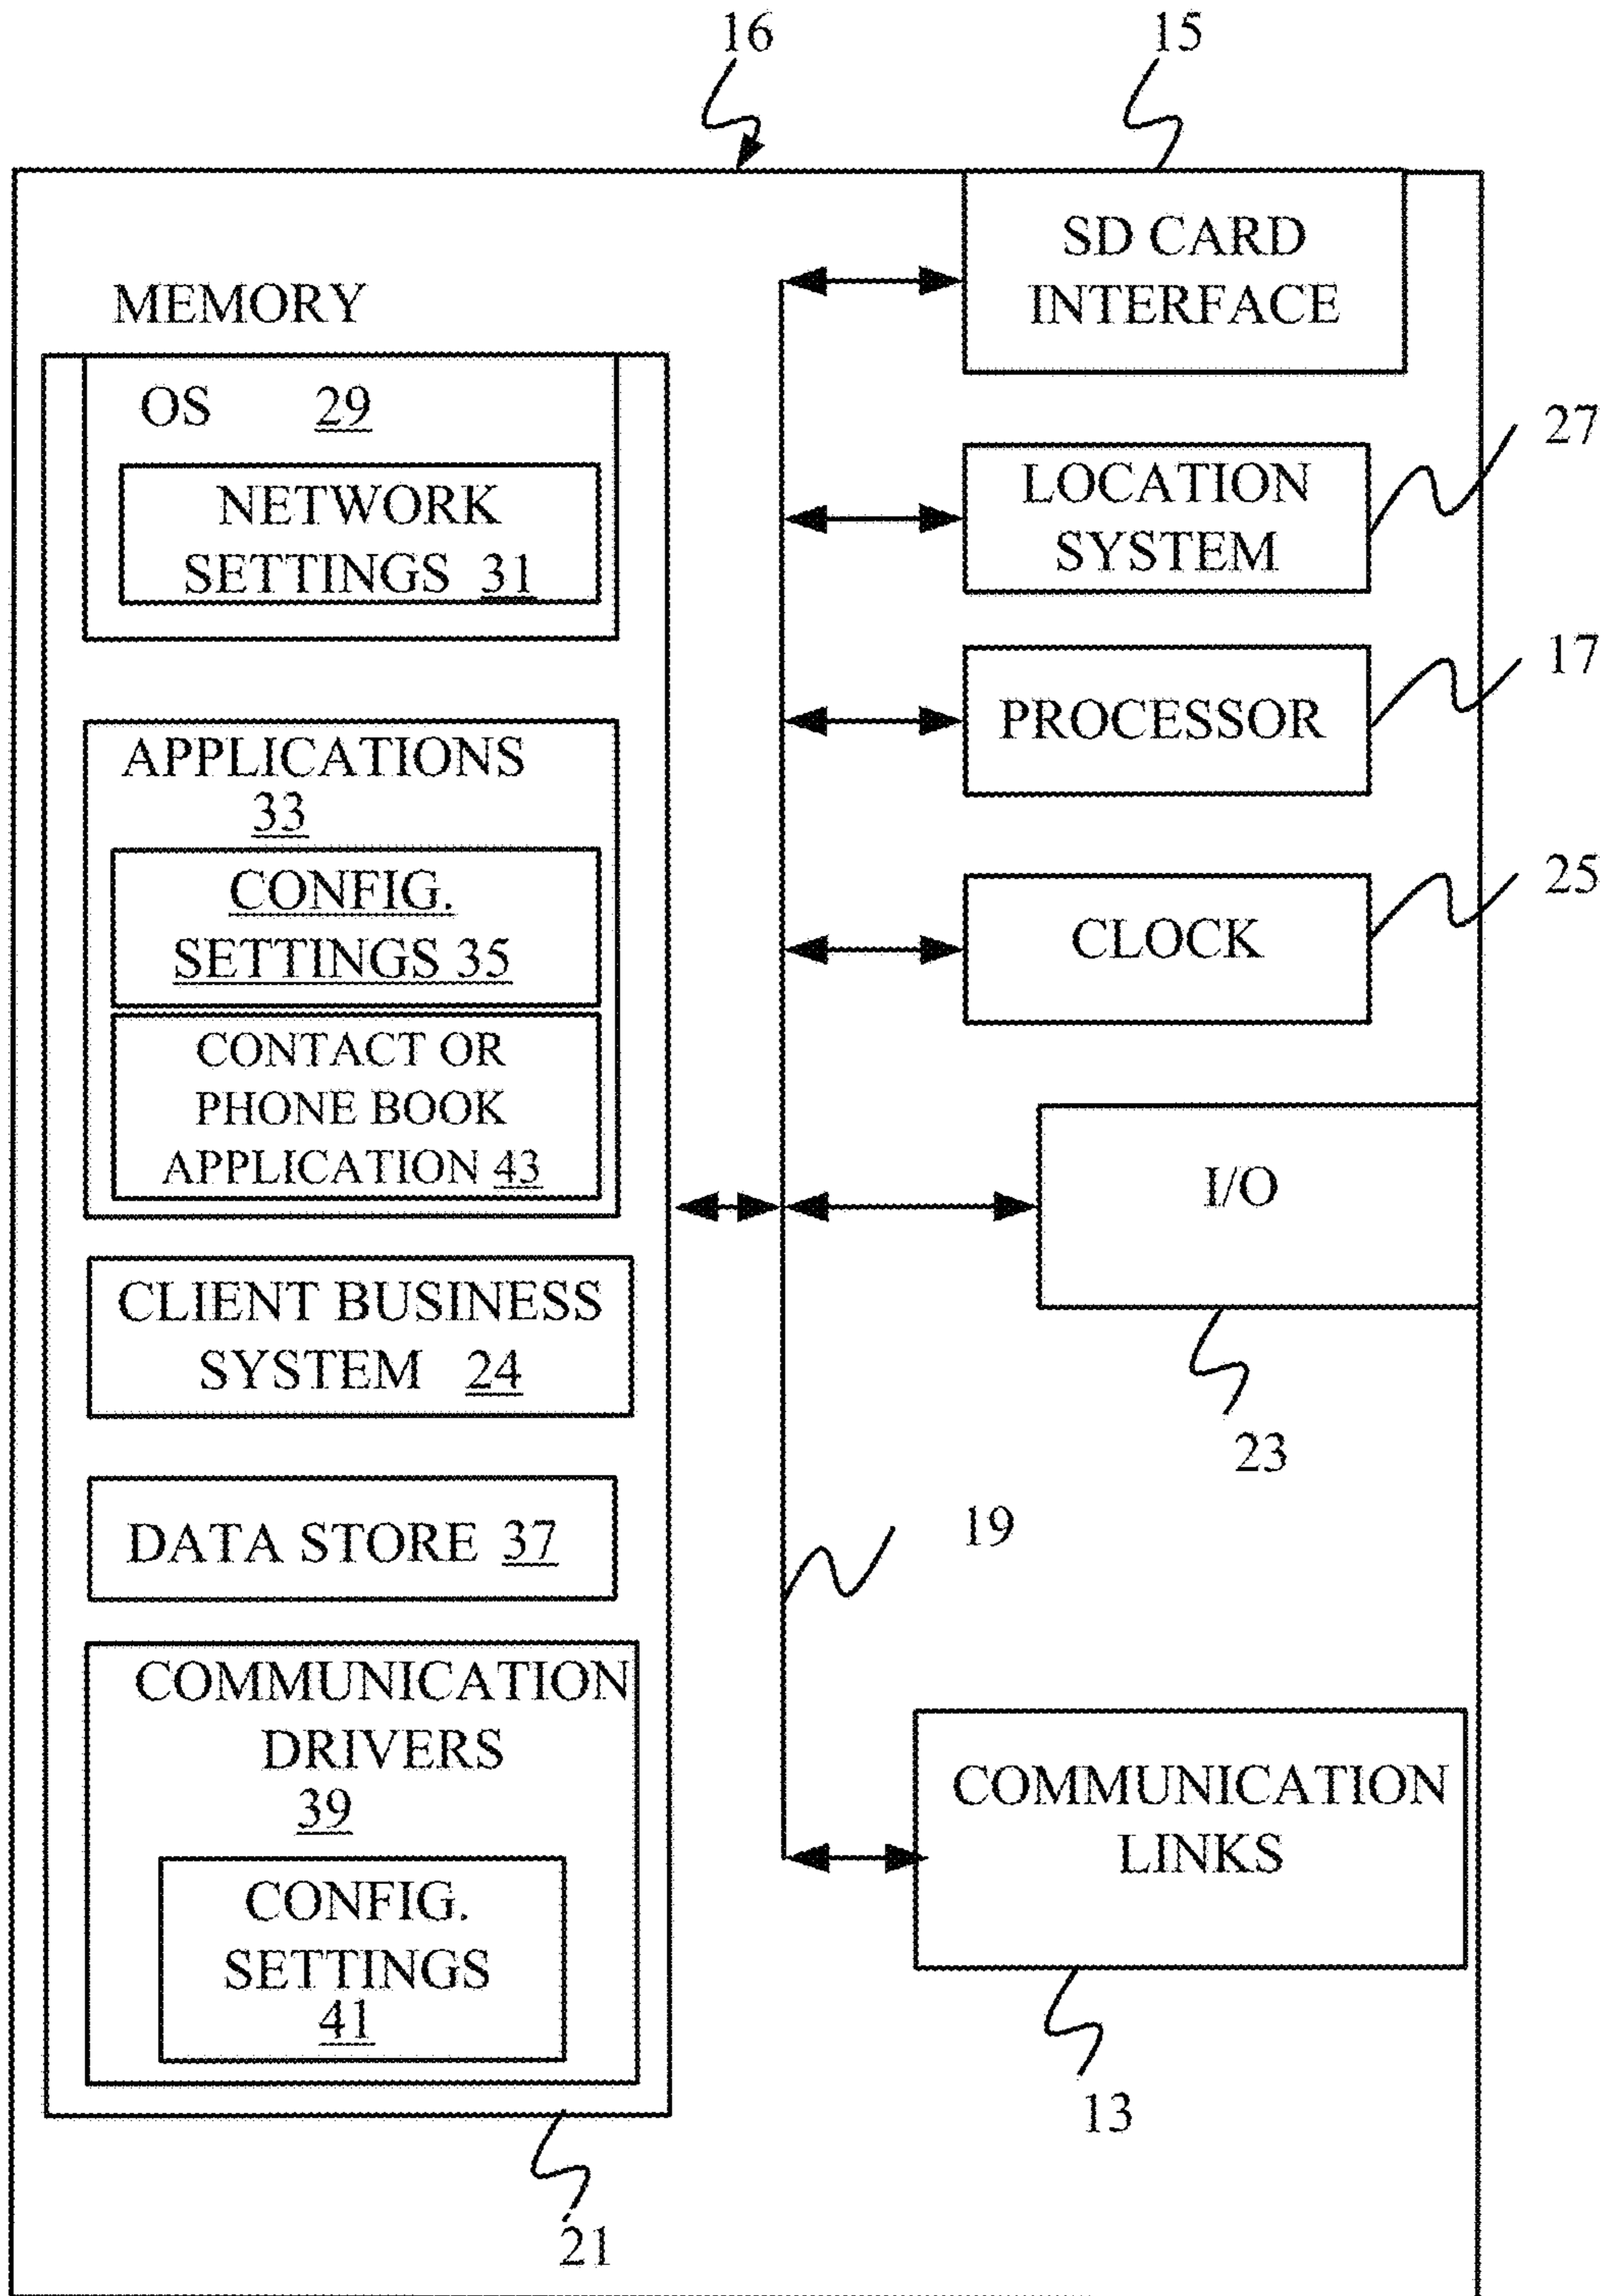 16
15
SD CARD
INTERFACE
MEMORY
OS 29
NETWORK
SETTINGS 31
27
LOCATION
SYSTEM
17
PROCESSOR
APPLICATIONS
33
CONFIG.
SETTINGS 35
25
CLOCK
CONTACT OR
PHONE BOOK
APPLICATION 43
I/O
CLIENT BUSINESS
SYSTEM 24
23
DATA STORE 37
19
COMMUNICATION
DRIVERS
39
CONFIG.
SETTINGS
41
COMMUNICATION
LINKS
13
21